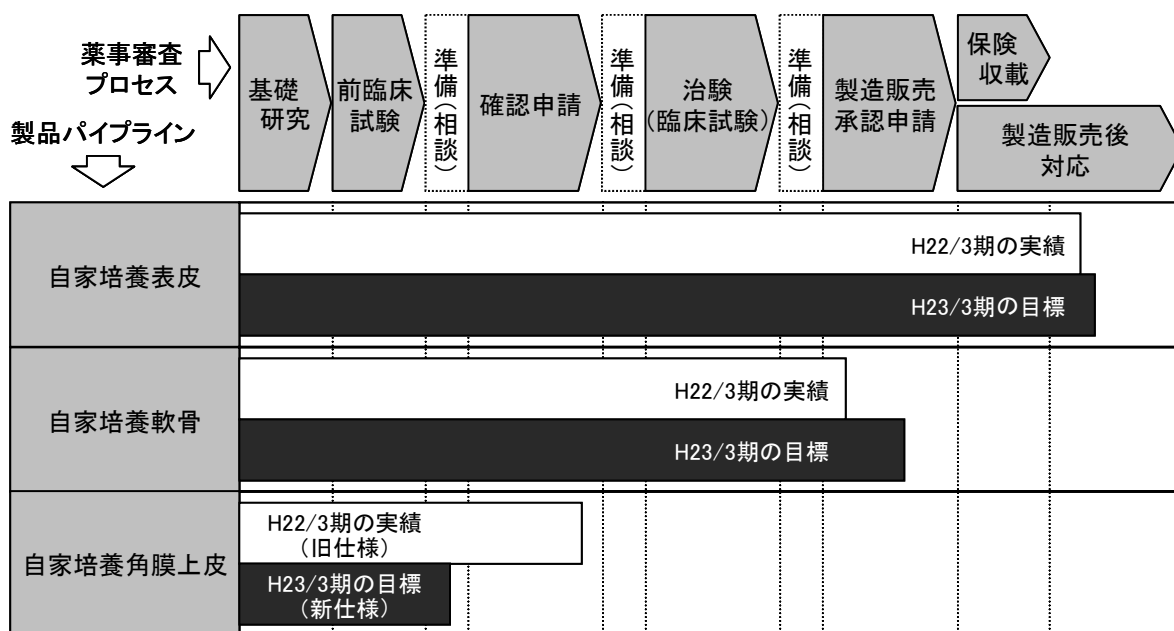 薬事審査
プロセス
製品パイプライン
基礎
研究
前臨床
試験
準備(相談)
確認申請
準備(相談)
治験
(臨床試験)
準備(相談)
製造販売
承認申請
保険
収載
製造販売後
対応
自家培養表皮
H22/3期の実績
H23/3期の目標
自家培養軟骨
H22/3期の実績
H23/3期の目標
自家培養角膜上皮
H22/3期の実績
(旧仕様)
H23/3期の目標
(新仕様)